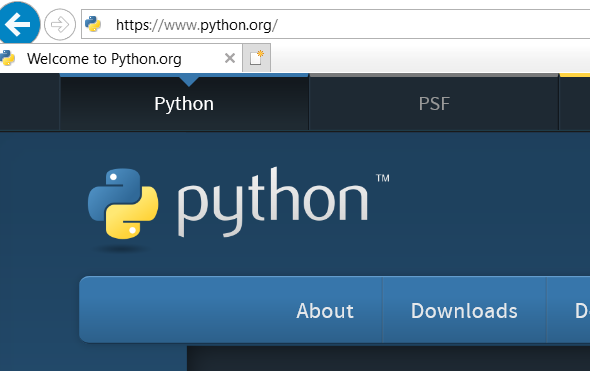 https://www.python.org/
Welcome to Python.org
Python PSF
python™
About Downloads